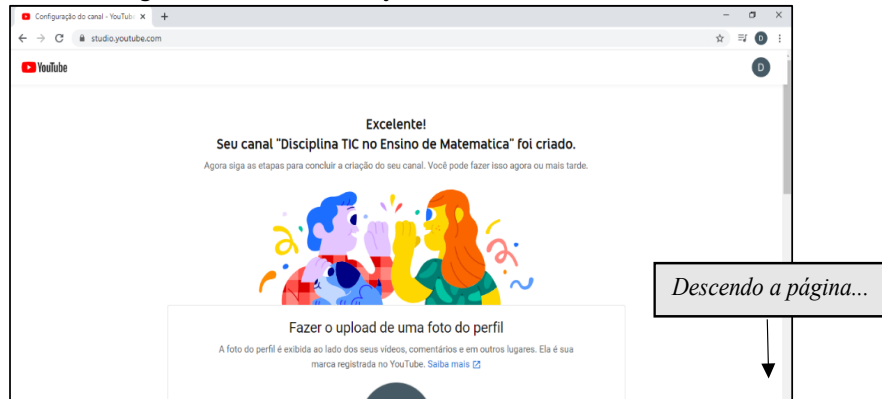 Configuração do canal - YouTub
studio.youtube.com
D
YouTube
D
Excelente!
Seu canal "Disciplina TIC no Ensino de Matematica" foi criado.
Agora siga as etapas para concluir a criação do seu canal. Você pode fazer isso agora ou mais tarde.
Descendo a página...
Fazer o upload de uma foto do perfil
A foto do perfil é exibida ao lado dos seus vídeos, comentários e em outros lugares. Ela é sua
marca registrada no YouTube. Saiba mais